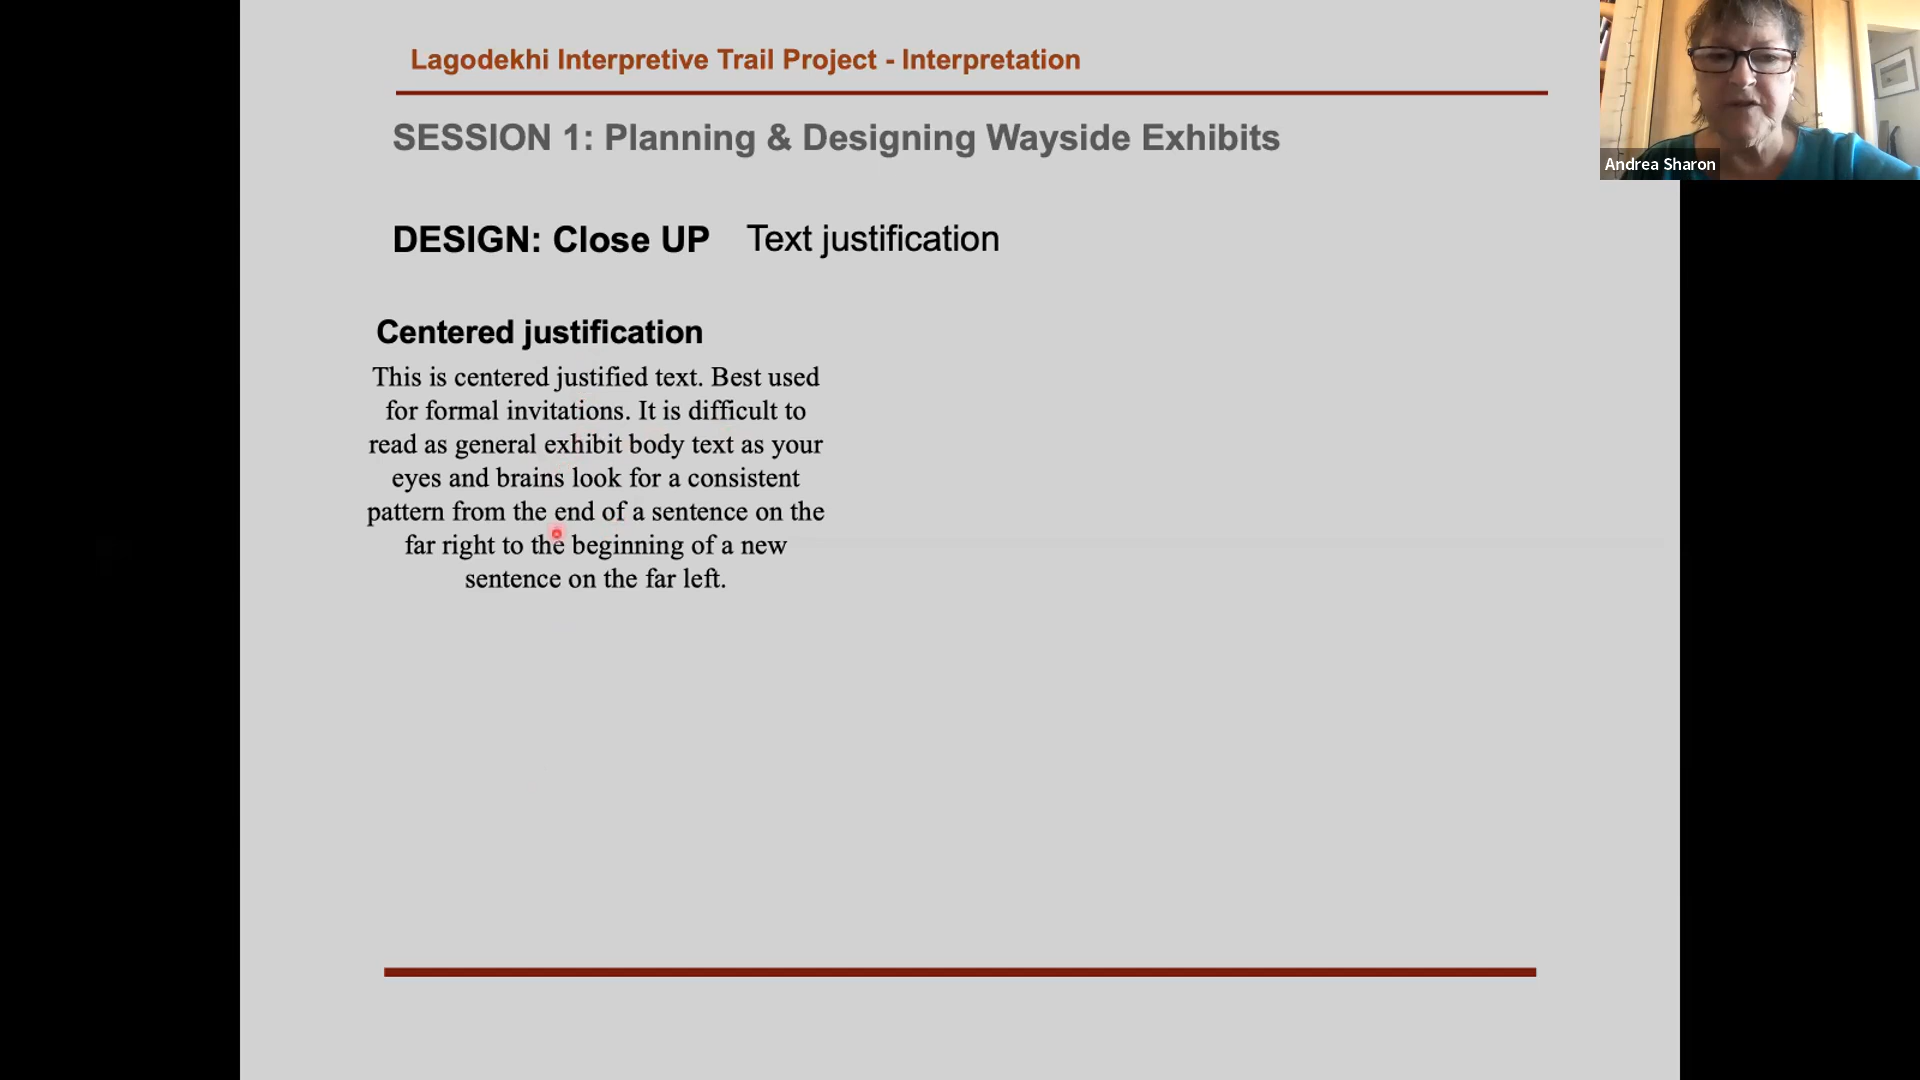 Lagodekhi Interpretive Trail Project - Interpretation
SESSION 1: Planning & Designing Wayside Exhibits
Andrea Sharon
DESIGN: Close UP Text justification
Centered justification
This is centered justified text. Best used
for formal invitations. It is difficult to
read as general exhibit body text as your
eyes and brains look for a consistent
pattern from the end of a sentence on the
far right to the beginning of a new
sentence on the far left.